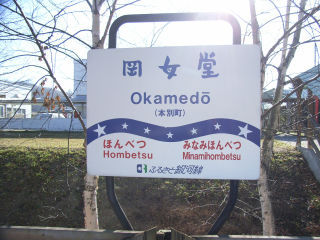 岡女堂
Okamedō
(本別町)
ほんべつ
みなみほんべつ
Hombetsu
Minamihombetsu
ふるさと銀河線